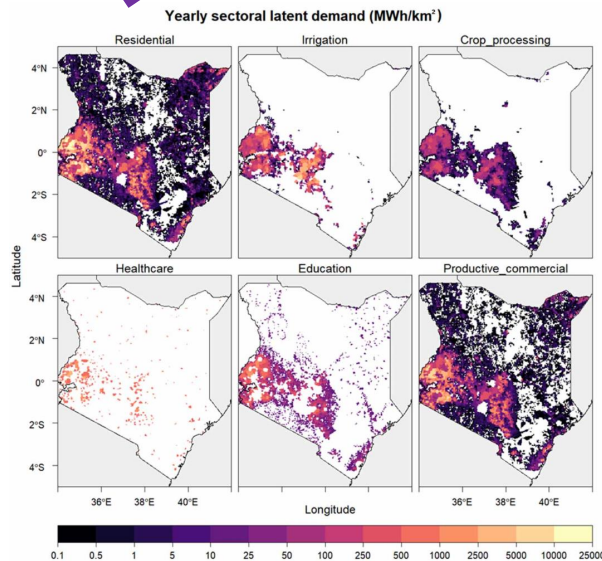 Yearly sectoral latent demand (MWh/km²)
Residential Irrigation Crop_processing
4°N
2°N
0°
2°S
4°S
Latitude
Healthcare Education Productive_commercial
4°N
2°N
0°
2°S
4°S
36°E 38°E 40°E 36°E 38°E 40°E
Longitude
0.1 0.5 1 5 10 25 50 100 250 500 1000 2500 5000 10000 25000